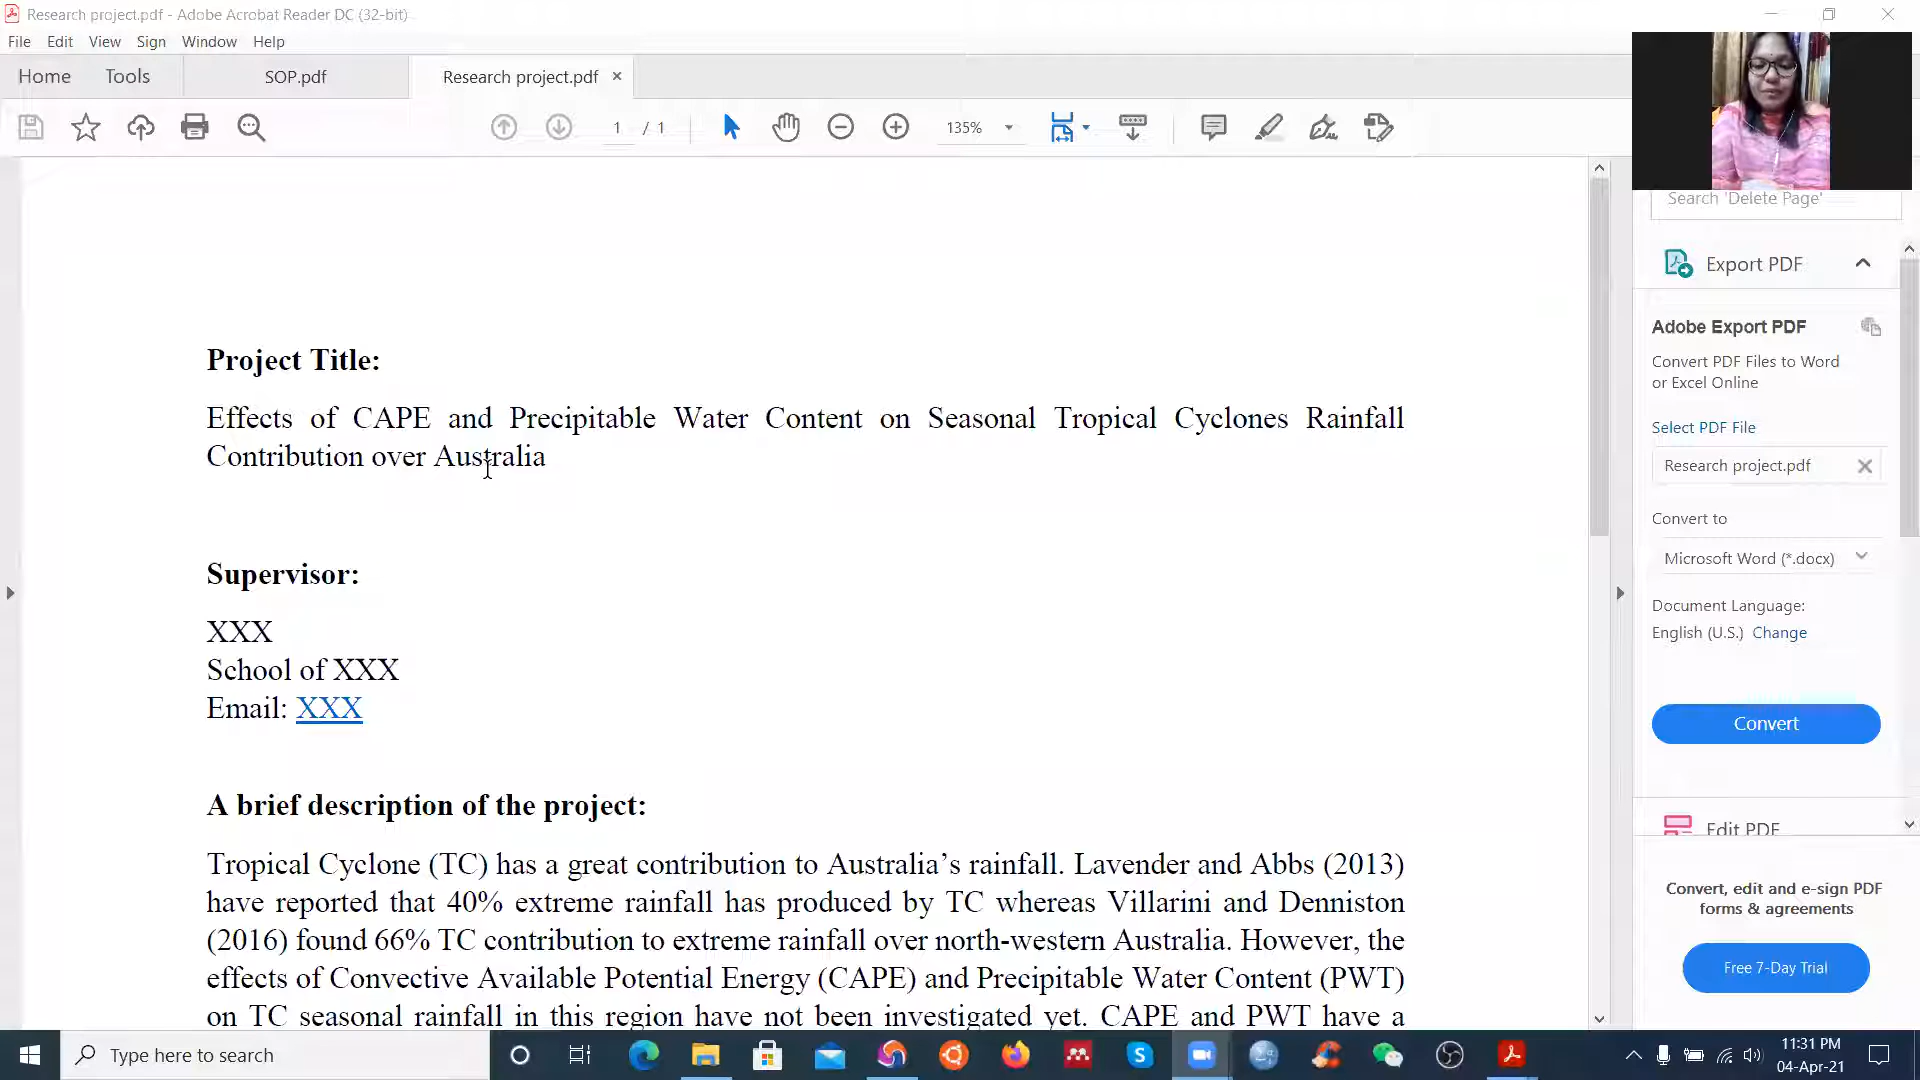 Research project.pdf - Adobe Acrobat Reader DC (32-bit)
File Edit View Sign Window Help
Home Tools SOP.pdf Research project.pdf ×
1 / 1 135%
Search 'Delete Page'
Export PDF
Adobe Export PDF
Convert PDF Files to Word
or Excel Online
Select PDF File
Research project.pdf
Convert to
Microsoft Word (*.docx)
Document Language:
English (U.S.) Change
Convert
Edit PDF
Convert, edit and e-sign PDF
forms & agreements
Free 7-Day Trial
Project Title:
Effects of CAPE and Precipitable Water Content on Seasonal Tropical Cyclones Rainfall
Contribution over Australia
Supervisor:
XXX
School of XXX
Email: XXX
A brief description of the project:
Tropical Cyclone (TC) has a great contribution to Australia’s rainfall. Lavender and Abbs (2013)
have reported that 40% extreme rainfall has produced by TC whereas Villarini and Denniston
(2016) found 66% TC contribution to extreme rainfall over north-western Australia. However, the
effects of Convective Available Potential Energy (CAPE) and Precipitable Water Content (PWT)
on TC seasonal rainfall in this region have not been investigated yet. CAPE and PWT have a
Type here to search
11:31 PM
04-Apr-21